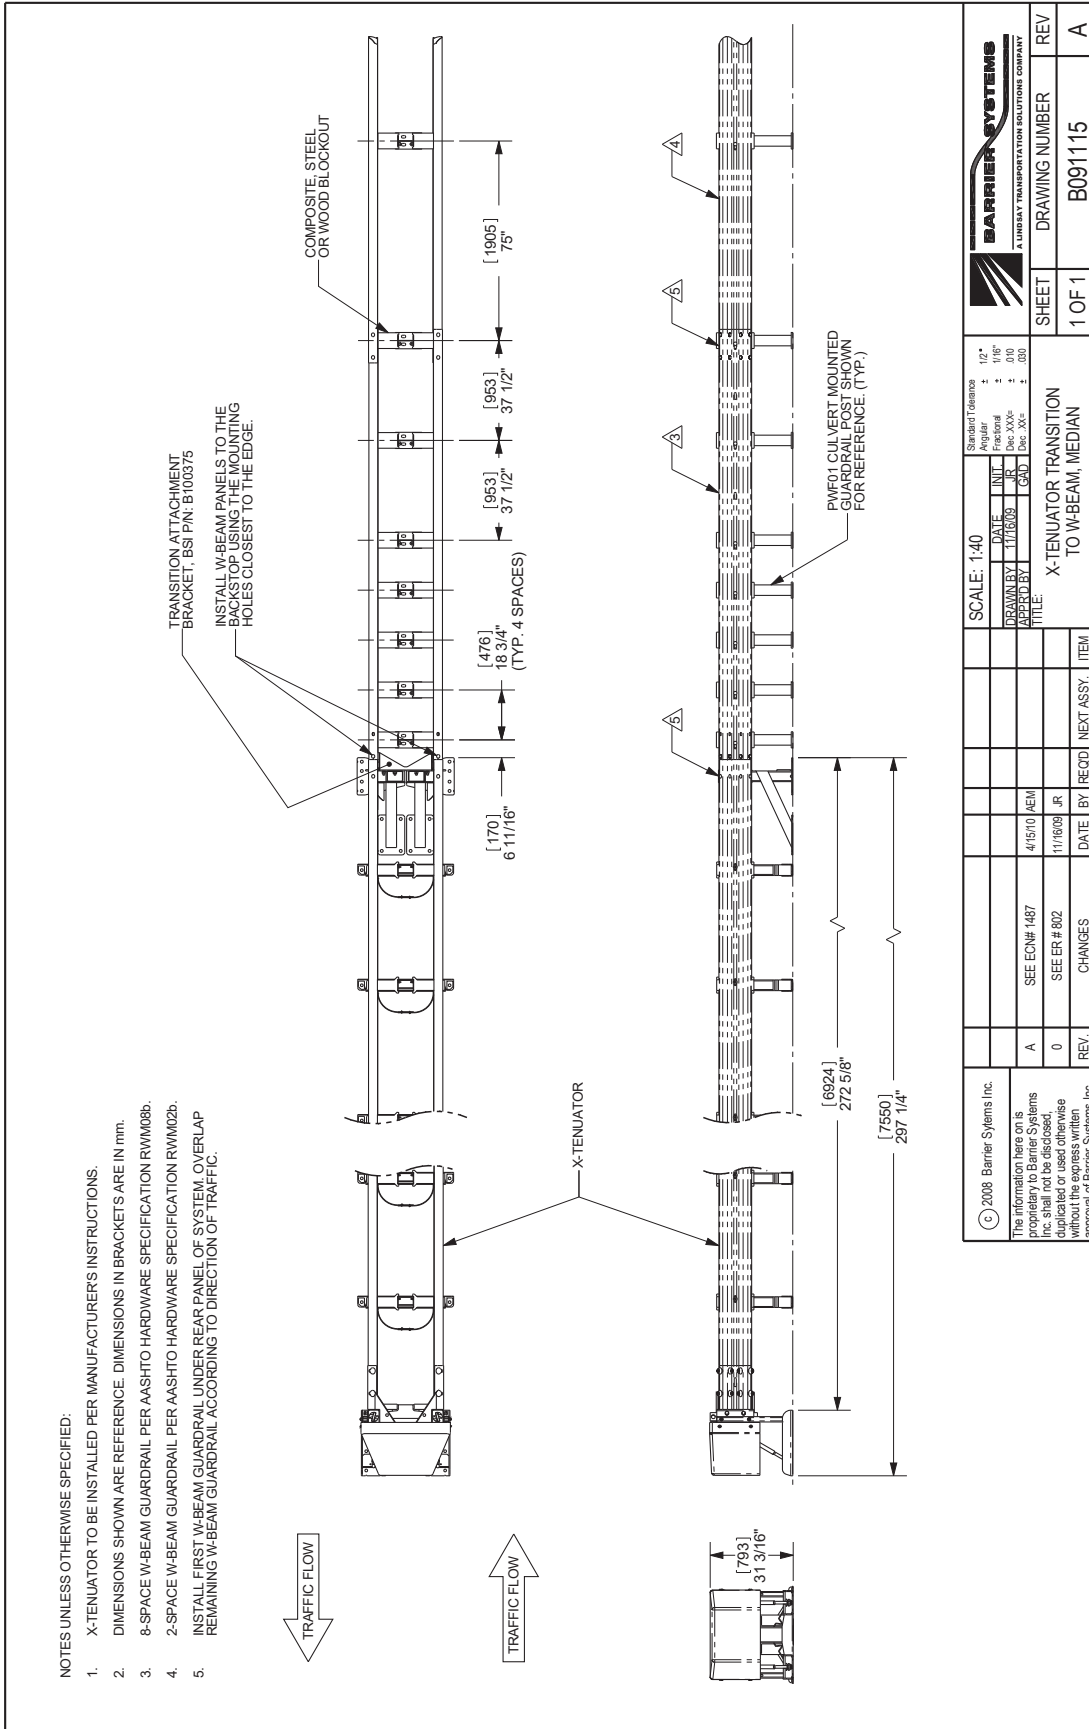 NOTES UNLESS OTHERWISE SPECIFIED:
1. X-TENUATOR TO BE INSTALLED PER MANUFACTURER'S INSTRUCTIONS.
2. DIMENSIONS SHOWN ARE REFERENCE. DIMENSIONS IN BRACKETS ARE IN mm.
3. 8-SPACE W-BEAM GUARDRAIL PER AASHTO HARDWARE SPECIFICATION RWM08b.
4. 2-SPACE W-BEAM GUARDRAIL PER AASHTO HARDWARE SPECIFICATION RWM02b.
5. INSTALL FIRST W-BEAM GUARDRAIL UNDER REAR PANEL OF SYSTEM. OVERLAP
REMAINING W-BEAM GUARDRAIL ACCORDING TO DIRECTION OF TRAFFIC.
TRAFFIC FLOW
TRAFFIC FLOW
TRANSITION ATTACHMENT
BRACKET, BSI P/N: B100375
INSTALL W-BEAM PANELS TO THE
BACKSTOP USING THE MOUNTING
HOLES CLOSEST TO THE EDGE.
COMPOSITE, STEEL
OR WOOD BLOCKOUT
[170]
6 11/16"
[476]
18 3/4"
(TYP. 4 SPACES)
[953]
37 1/2"
[953]
37 1/2"
[1905]
75"
X-TENUATOR
5
3
5
4
PWF01 CULVERT MOUNTED
GUARDRAIL POST SHOWN
FOR REFERENCE. (TYP.)
[793]
31 3/16"
[6924]
272 5/8"
[7550]
297 1/4"
c 2008 Barrier Sytems Inc.
The information here on is
proprietary to Barrier Systems
Inc. shall not be disclosed,
duplicated or used otherwise
without the express written
approval of Barrier Systems Inc.
A SEE ECN# 1487 4/15/10 AEM
0 SEE ER # 802 11/16/09 JR
REV. CHANGES DATE BY REQ'D NEXT ASSY. ITEM
SCALE: 1:40
DATE INIT.
DRAWN BY 11/16/09 JR
APPR'D BY GAD
Standard Tolerance
Angular ± 1/2°
Fractional ± 1/16"
Dec .XXX= ± .010
Dec .XX= ± .030
TITLE:
X-TENUATOR TRANSITION
TO W-BEAM, MEDIAN
BARRIER SYSTEMS
A LINDSAY TRANSPORTATION SOLUTIONS COMPANY
SHEET DRAWING NUMBER REV
1 OF 1 B091115 A